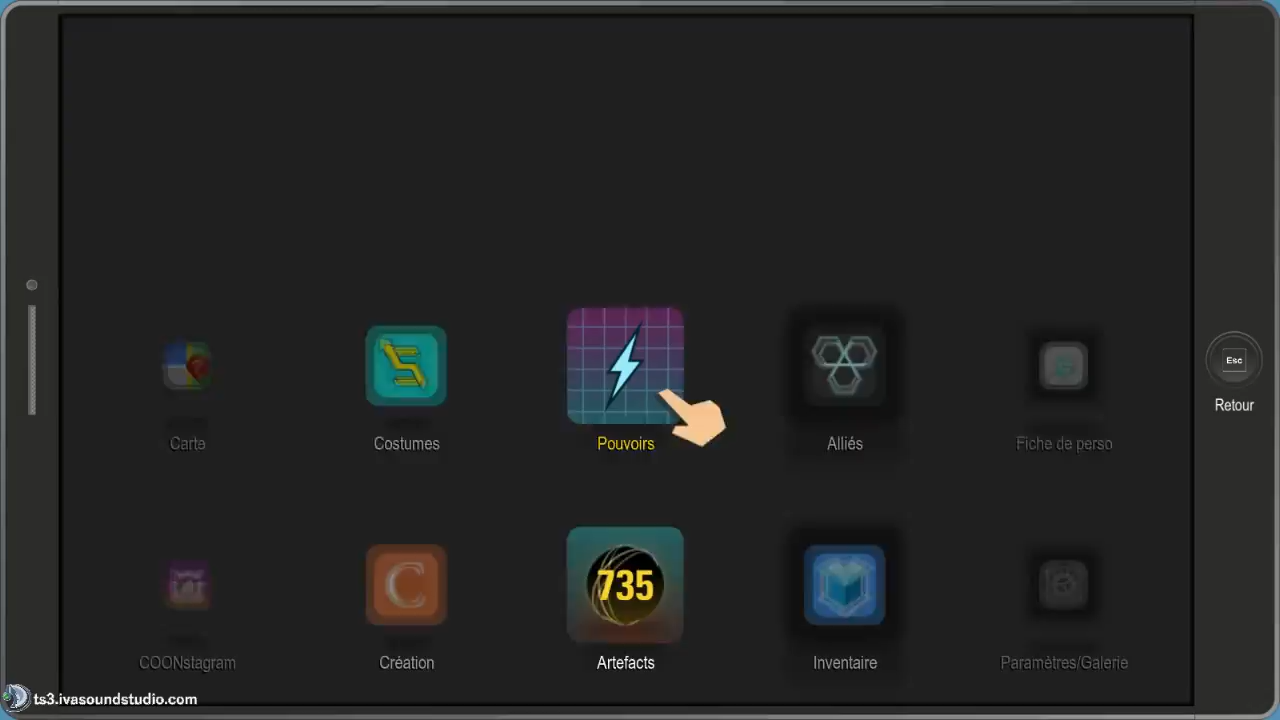 Carte
Costumes
Pouvoirs
Alliés
Fiche de perso
Esc
Retour
C
735
COONstagram
Création
Artefacts
Inventaire
Paramètres/Galerie
ts3.ivasoundstudio.com